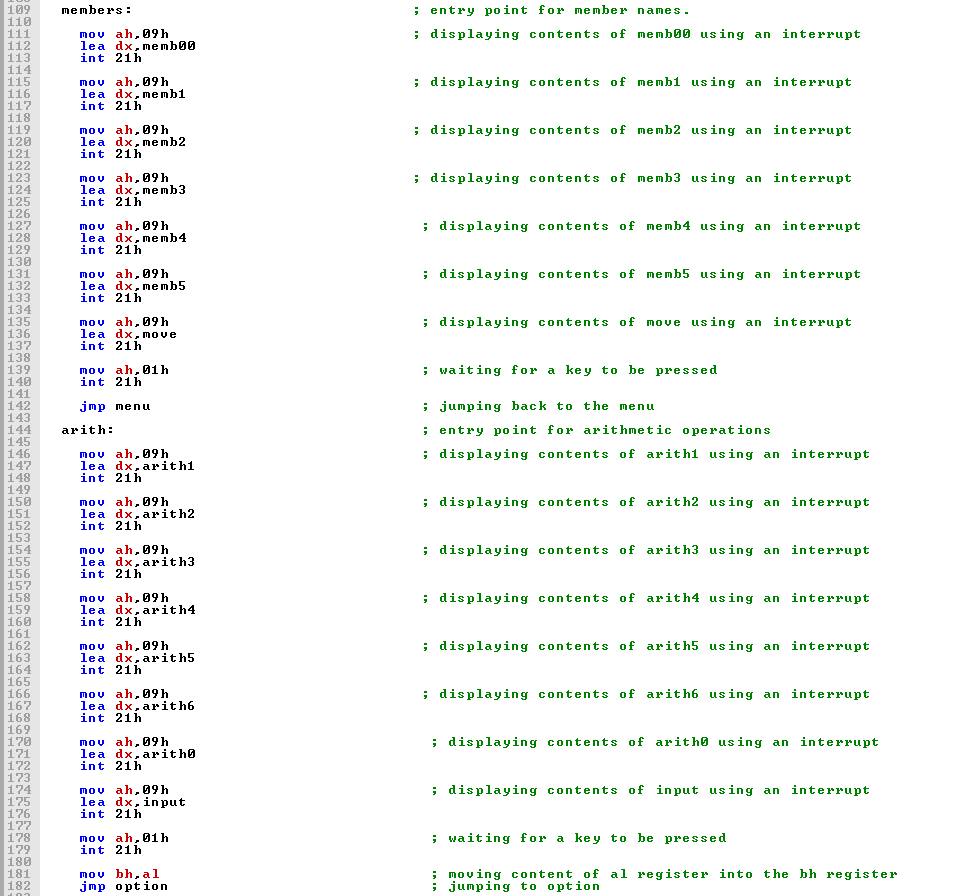 109 members: ; entry point for member names.
110
111 mov ah,09h ; displaying contents of memb00 using an interrupt
112 lea dx,memb00
113 int 21h
114
115 mov ah,09h ; displaying contents of memb1 using an interrupt
116 lea dx,memb1
117 int 21h
118
119 mov ah,09h ; displaying contents of memb2 using an interrupt
120 lea dx,memb2
121 int 21h
122
123 mov ah,09h ; displaying contents of memb3 using an interrupt
124 lea dx,memb3
125 int 21h
126
127 mov ah,09h ; displaying contents of memb4 using an interrupt
128 lea dx,memb4
129 int 21h
130
131 mov ah,09h ; displaying contents of memb5 using an interrupt
132 lea dx,memb5
133 int 21h
134
135 mov ah,09h ; displaying contents of move using an interrupt
136 lea dx,move
137 int 21h
138
139 mov ah,01h ; waiting for a key to be pressed
140 int 21h
141
142 jmp menu ; jumping back to the menu
143
144 arith: ; entry point for arithmetic operations
145
146 mov ah,09h ; displaying contents of arith1 using an interrupt
147 lea dx,arith1
148 int 21h
149
150 mov ah,09h ; displaying contents of arith2 using an interrupt
151 lea dx,arith2
152 int 21h
153
154 mov ah,09h ; displaying contents of arith3 using an interrupt
155 lea dx,arith3
156 int 21h
157
158 mov ah,09h ; displaying contents of arith4 using an interrupt
159 lea dx,arith4
160 int 21h
161
162 mov ah,09h ; displaying contents of arith5 using an interrupt
163 lea dx,arith5
164 int 21h
165
166 mov ah,09h ; displaying contents of arith6 using an interrupt
167 lea dx,arith6
168 int 21h
169
170 mov ah,09h ; displaying contents of arith0 using an interrupt
171 lea dx,arith0
172 int 21h
173
174 mov ah,09h ; displaying contents of input using an interrupt
175 lea dx,input
176 int 21h
177
178 mov ah,01h ; waiting for a key to be pressed
179 int 21h
180
181 mov bh,al ; moving content of al register into the bh register
182 jmp option ; jumping to option